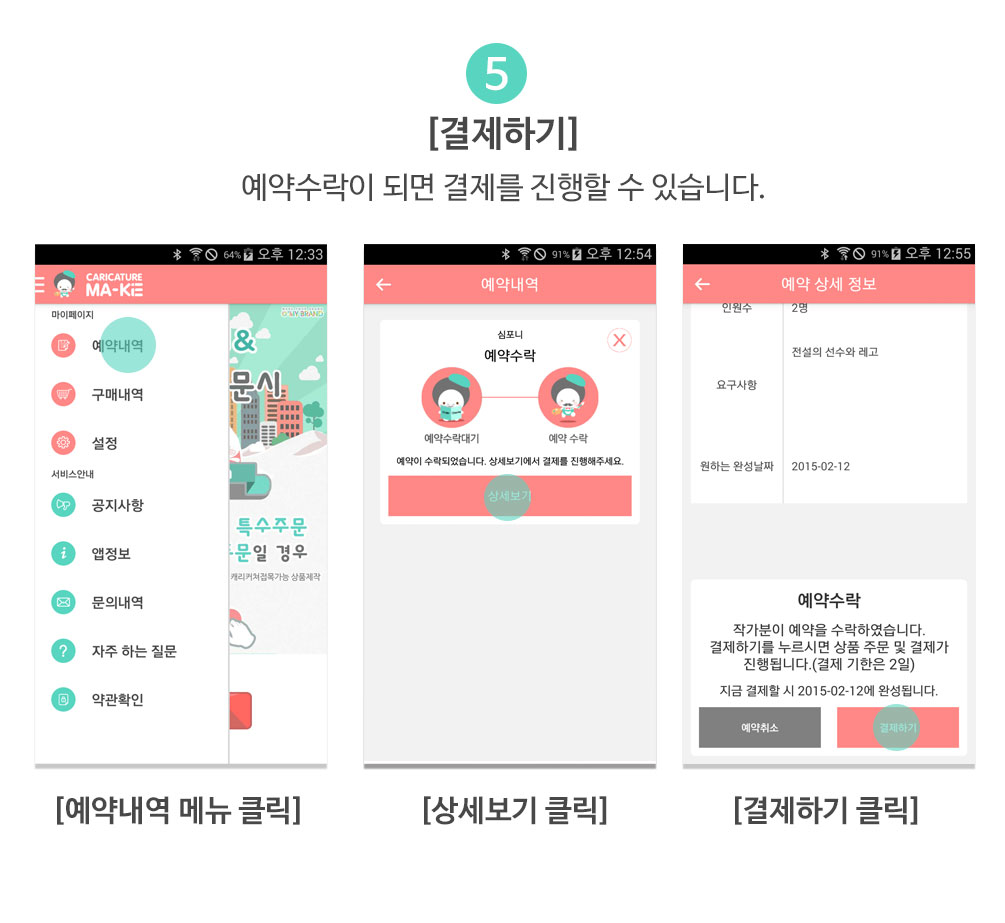 5
[결제하기]
예약수락이 되면 결제를 진행할 수 있습니다.
64% 오후 12:33
CARICATURE
MA-KiE
마이페이지
예약내역
구매내역
설정
서비스안내
공지사항
앱정보
문의내역
자주 하는 질문
약관확인
O'MY BRAND
&
문시
특수주문
주문일 경우
캐리커쳐접목가능 상품제작
[예약내역 메뉴 클릭]
91% 오후 12:54
예약내역
심포니
예약수락
예약수락대기
예약 수락
예약이 수락되었습니다. 상세보기에서 결제를 진행해주세요.
상세보기
[상세보기 클릭]
91% 오후 12:55
예약 상세 정보
인원수 2명
전설의 선수와 레고
요구사항
원하는 완성날짜 2015-02-12
예약수락
작가분이 예약을 수락하였습니다.
결제하기를 누르시면 상품 주문 및 결제가
진행됩니다.(결제 기한은 2일)
지금 결제할 시 2015-02-12에 완성됩니다.
예약취소
결제하기
[결제하기 클릭]